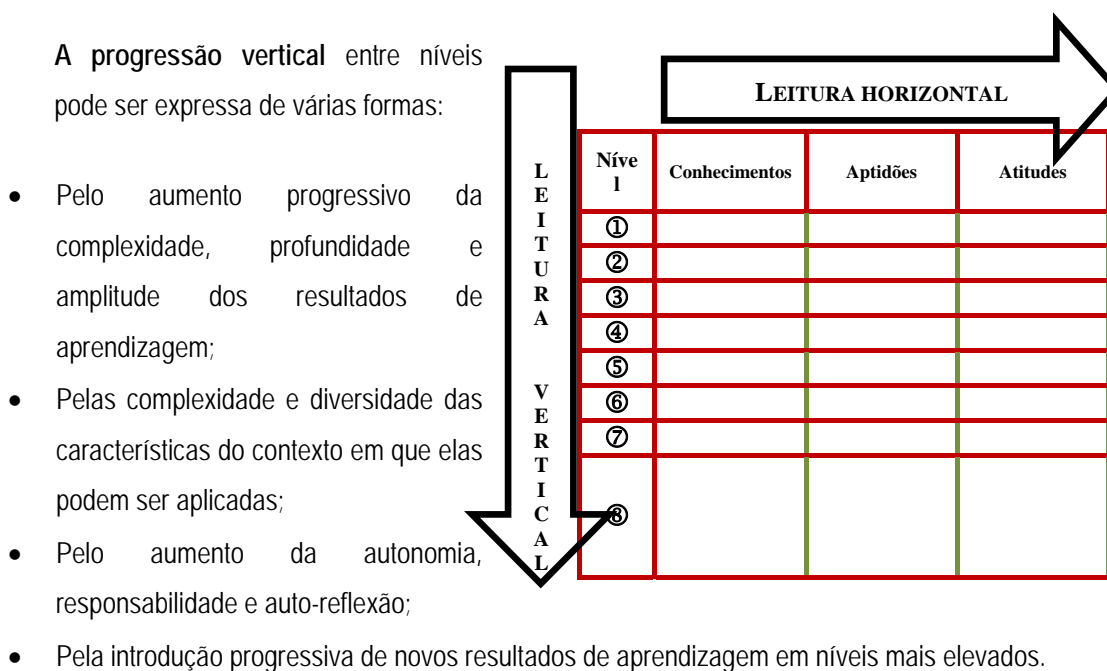 A progressão vertical entre níveis
pode ser expressa de várias formas:
• Pelo aumento progressivo da
complexidade, profundidade e
amplitude dos resultados de
aprendizagem;
• Pelas complexidade e diversidade das
características do contexto em que elas
podem ser aplicadas;
• Pelo aumento da autonomia,
responsabilidade e auto-reflexão;
• Pela introdução progressiva de novos resultados de aprendizagem em níveis mais elevados.
LEITURA VERTICAL
LEITURA HORIZONTAL
Níve
l
Conhecimentos
Aptidões
Atitudes
①
②
③
④
⑤
⑥
⑦
⑧